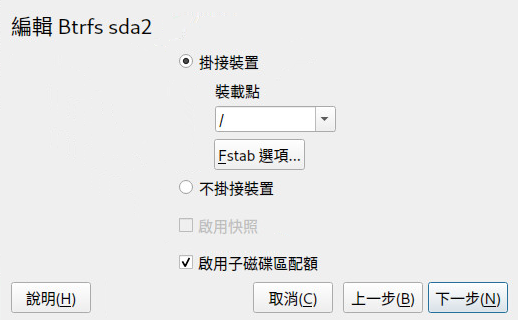 編輯 Btrfs sda2
掛接裝置
裝載點
/
Fstab 選項...
不掛接裝置
啟用快照
啟用子磁碟區配額
說明(H)
取消(C)
上一步(B)
下一步(N)